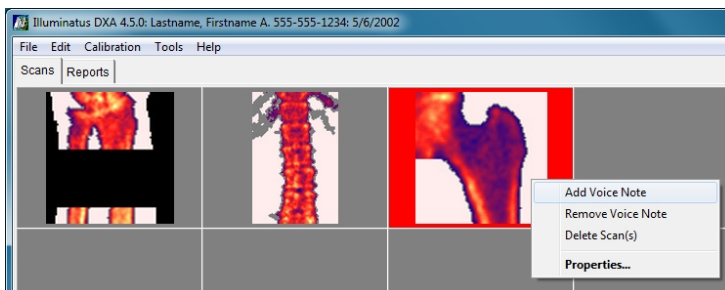 Illuminatus DXA 4.5.0: Lastname, Firstname A. 555-555-1234: 5/6/2002
File Edit Calibration Tools Help
Scans Reports
Add Voice Note
Remove Voice Note
Delete Scan(s)
Properties...